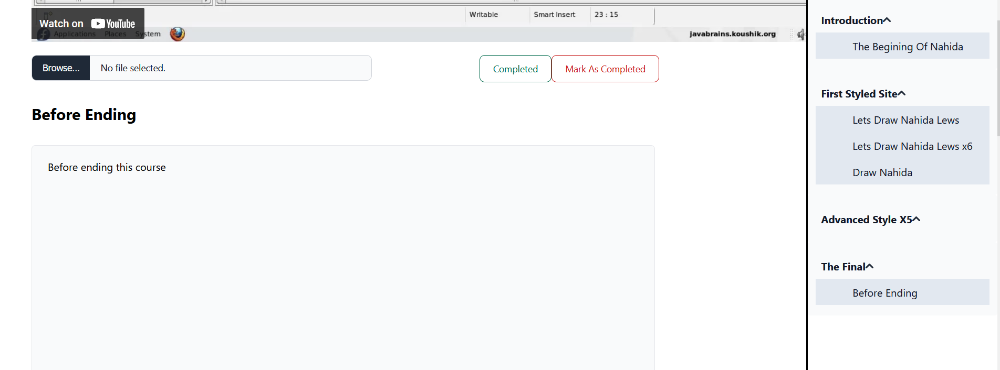 Writable Smart Insert 23 : 15
Watch on YouTube
Applications Places System javabrains.koushik.org
Browse... No file selected.
Completed Mark As Completed
Before Ending
Before ending this course
Introduction
The Begining Of Nahida
First Styled Site
Lets Draw Nahida Lews
Lets Draw Nahida Lews x6
Draw Nahida
Advanced Style X5
The Final
Before Ending